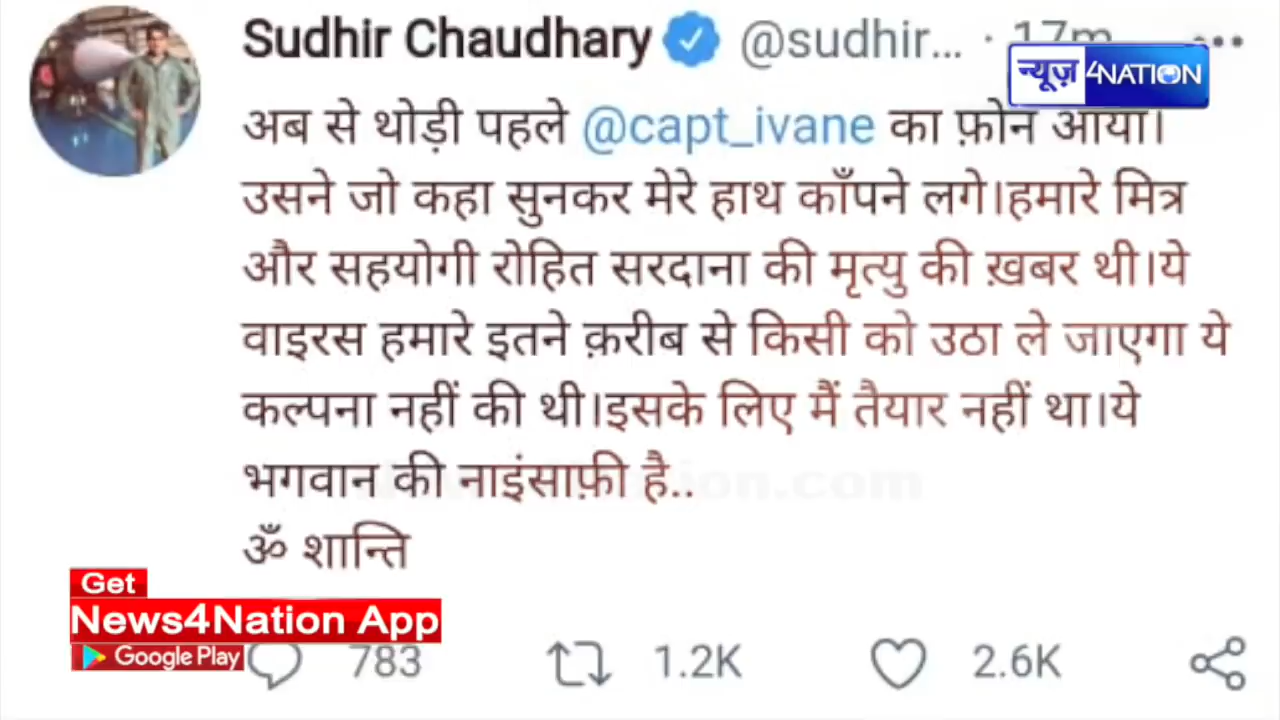 Sudhir Chaudhary @sudhir... · 17m
न्यूज़ 4NATION
अब से थोड़ी पहले @capt_ivane का फ़ोन आया।
उसने जो कहा सुनकर मेरे हाथ काँपने लगे।हमारे मित्र
और सहयोगी रोहित सरदाना की मृत्यु की ख़बर थी।ये
वाइरस हमारे इतने क़रीब से किसी को उठा ले जाएगा ये
कल्पना नहीं की थी।इसके लिए मैं तैयार नहीं था।ये
भगवान की नाइंसाफ़ी है..
ॐ शान्ति
Get
News4Nation App
Google Play
783 1.2K 2.6K